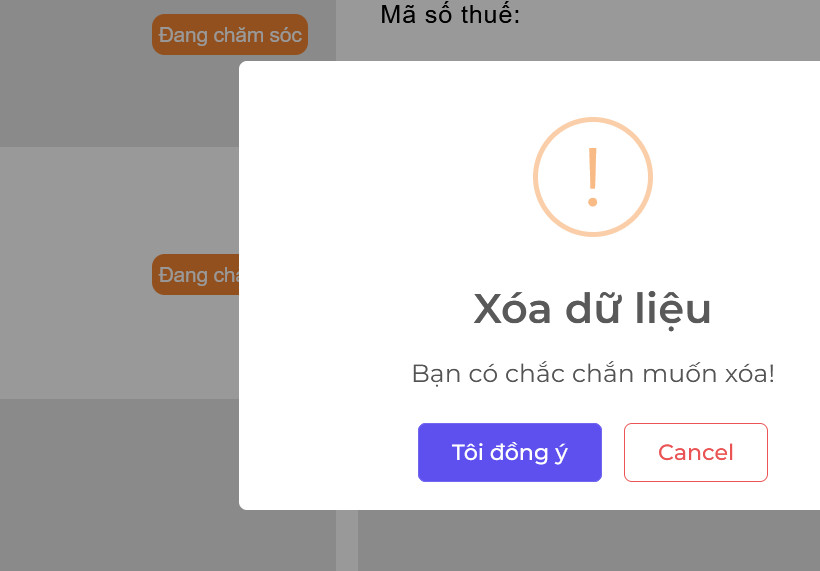 Đang chăm sóc
Mã số thuế:
Đang
!
Xóa dữ liệu
Bạn có chắc chắn muốn xóa!
Tôi đồng ý
Cancel